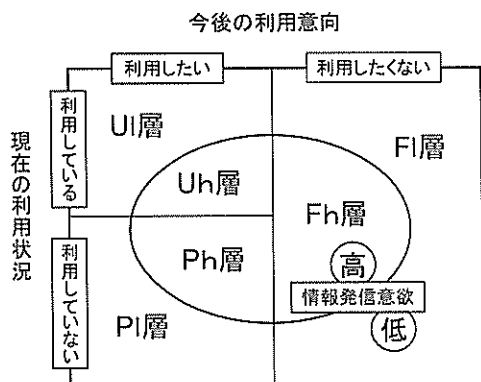 今後の利用意向
利用したい
利用したくない
現在の利用状況
利用している
利用していない
Ul層
Fl層
Uh層
Fh層
Ph層
Pl層
高
情報発信意欲
低